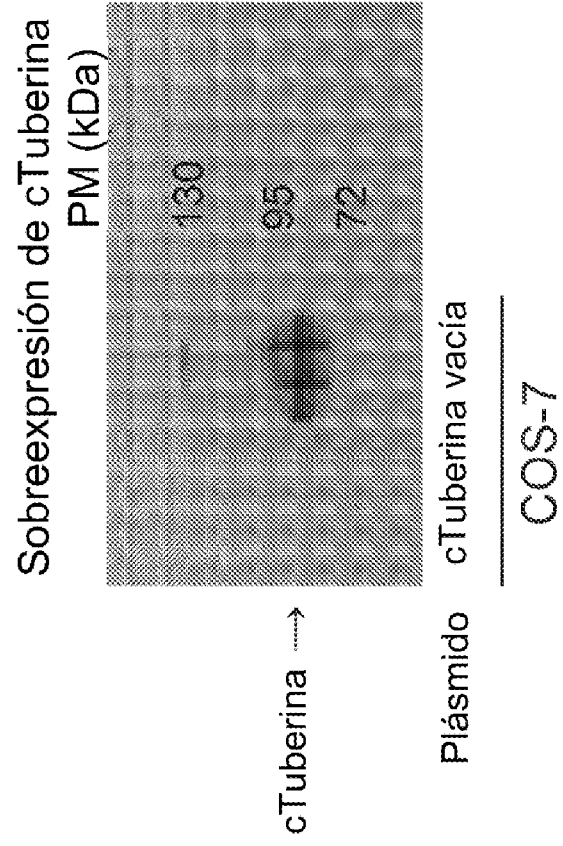 Sobreexpresión de cTuberina
PM (kDa)
130
95
72
cTuberina →
Plásmido cTuberina vacía
COS-7